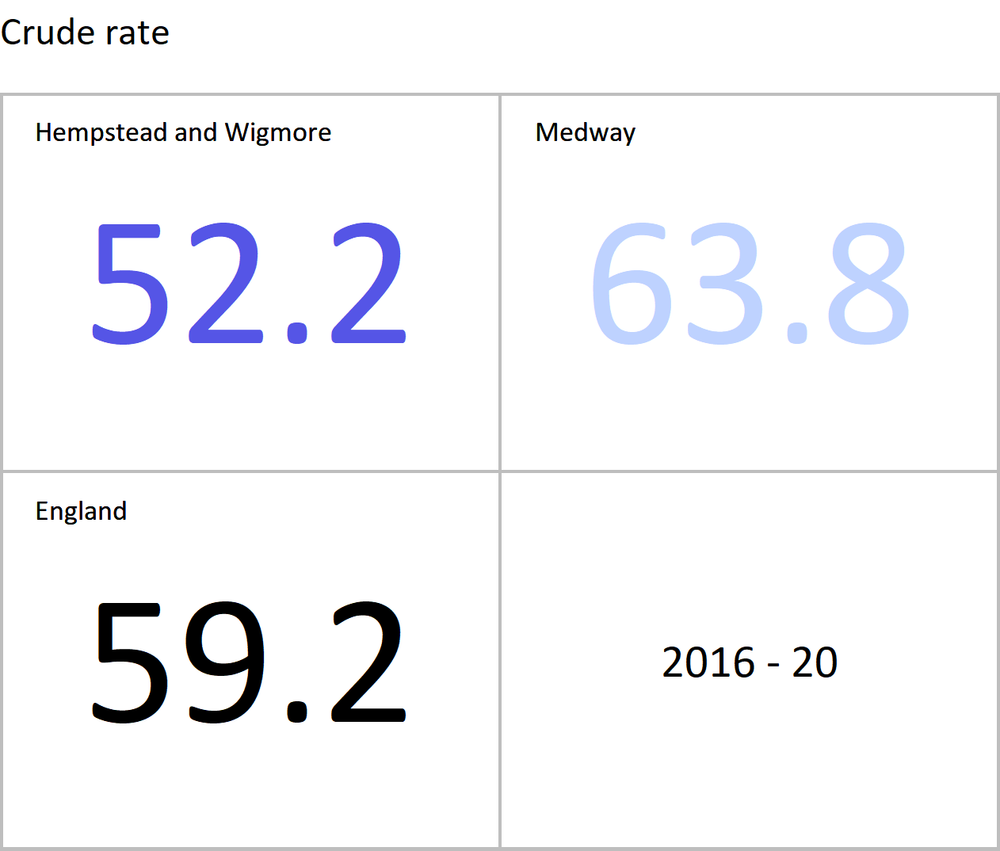 Crude rate
Hempstead and Wigmore
52.2
Medway
63.8
England
59.2
2016 - 20